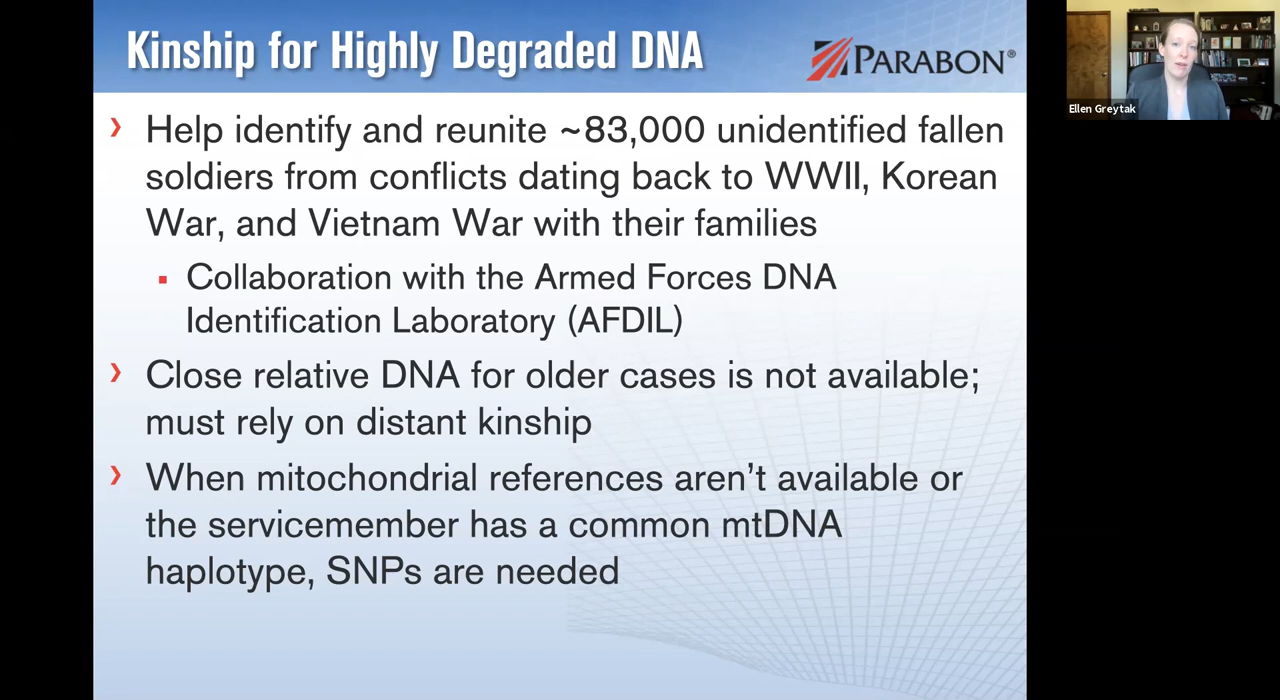 Kinship for Highly Degraded DNA
PARABON®
Ellen Greytak
› Help identify and reunite ~83,000 unidentified fallen
soldiers from conflicts dating back to WWII, Korean
War, and Vietnam War with their families
▪ Collaboration with the Armed Forces DNA
Identification Laboratory (AFDIL)
› Close relative DNA for older cases is not available;
must rely on distant kinship
› When mitochondrial references aren’t available or
the servicemember has a common mtDNA
haplotype, SNPs are needed